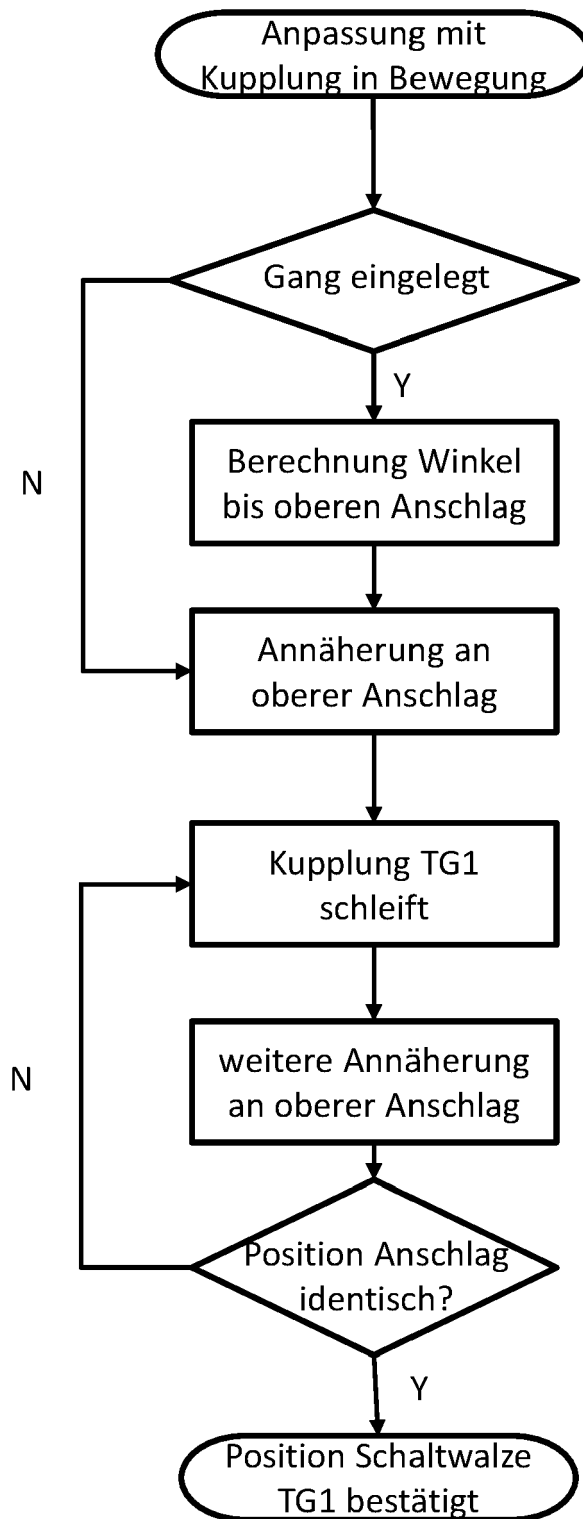 Anpassung mit
Kupplung in Bewegung
Gang eingelegt
Y
N
Berechnung Winkel
bis oberen Anschlag
Annäherung an
oberer Anschlag
Kupplung TG1
schleift
weitere Annäherung
an oberer Anschlag
N
Position Anschlag
identisch?
Y
Position Schaltwalze
TG1 bestätigt